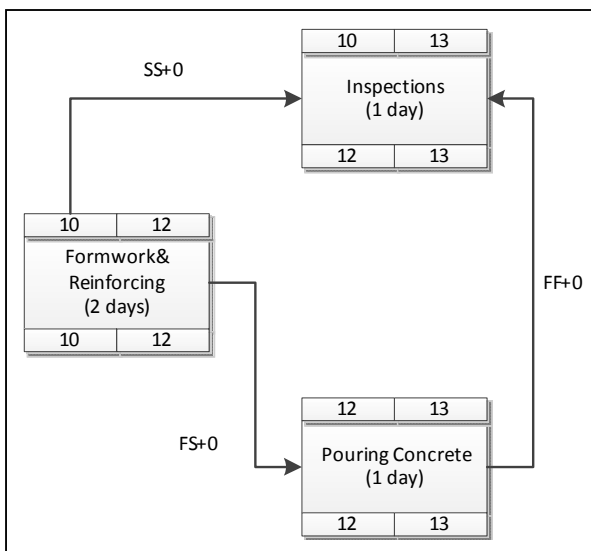 10 13
SS+0
Inspections
(1 day)
12 13
10 12
Formwork&
Reinforcing
(2 days)
10 12
FF+0
12 13
FS+0
Pouring Concrete
(1 day)
12 13